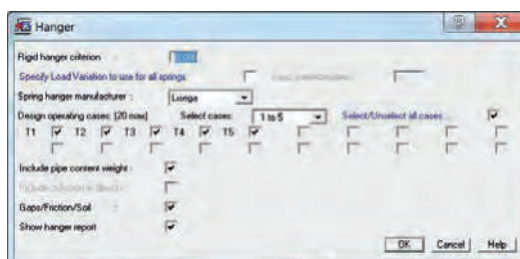 Hanger
Rigid hanger criterion :
Specify Load Variation to use for all springs
Spring hanger manufacturer : Lisega
Design operating cases: (20 max) Select cases: 1 to 5 Select/Unselect all cases...
T1 T2 T3 T4 T5
Include pipe content weight :
Gaps/Friction/Soil :
Show hanger report
OK Cancel Help